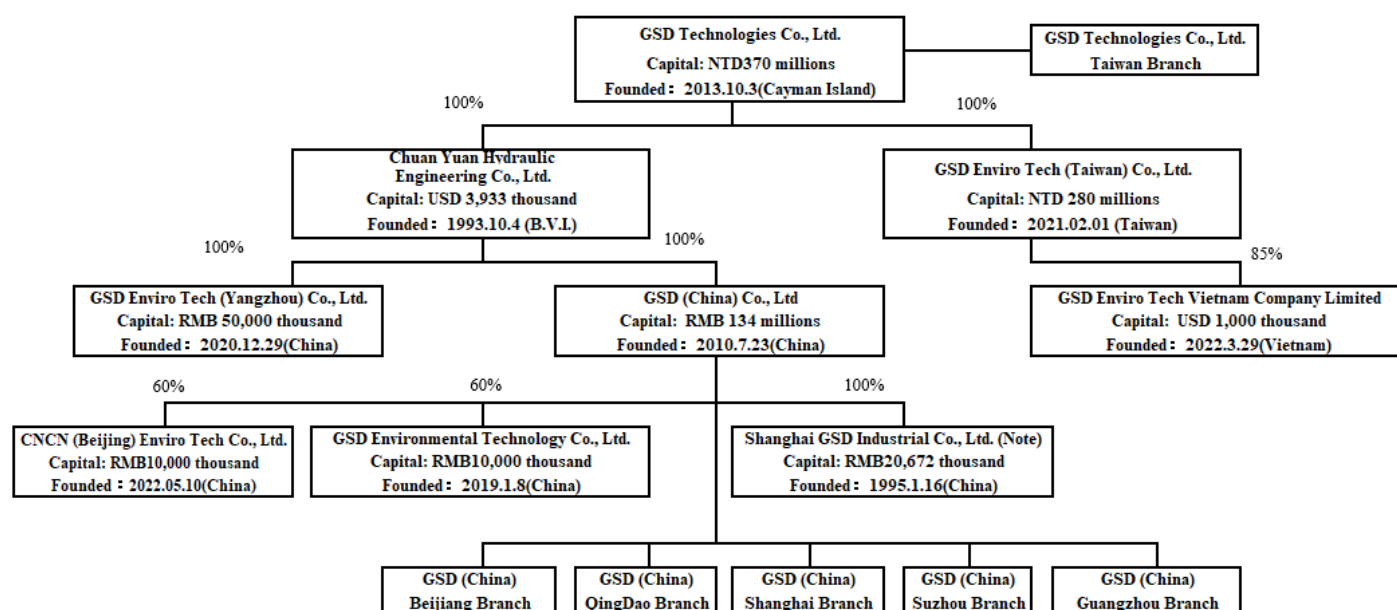 GSD Technologies Co., Ltd.
Capital: NTD370 millions
Founded：2013.10.3(Cayman Island)
GSD Technologies Co., Ltd.
Taiwan Branch
100%
100%
Chuan Yuan Hydraulic
Engineering Co., Ltd.
Capital: USD 3,933 thousand
Founded：1993.10.4 (B.V.I.)
GSD Enviro Tech (Taiwan) Co., Ltd.
Capital: NTD 280 millions
Founded：2021.02.01 (Taiwan)
100%
100%
85%
GSD Enviro Tech (Yangzhou) Co., Ltd.
Capital: RMB 50,000 thousand
Founded：2020.12.29(China)
GSD (China) Co., Ltd
Capital: RMB 134 millions
Founded：2010.7.23(China)
GSD Enviro Tech Vietnam Company Limited
Capital: USD 1,000 thousand
Founded：2022.3.29(Vietnam)
60%
60%
100%
CNCN (Beijing) Enviro Tech Co., Ltd.
Capital: RMB10,000 thousand
Founded：2022.05.10(China)
GSD Environmental Technology Co., Ltd.
Capital: RMB10,000 thousand
Founded：2019.1.8(China)
Shanghai GSD Industrial Co., Ltd. (Note)
Capital: RMB20,672 thousand
Founded：1995.1.16(China)
GSD (China)
Beijiang Branch
GSD (China)
QingDao Branch
GSD (China)
Shanghai Branch
GSD (China)
Suzhou Branch
GSD (China)
Guangzhou Branch